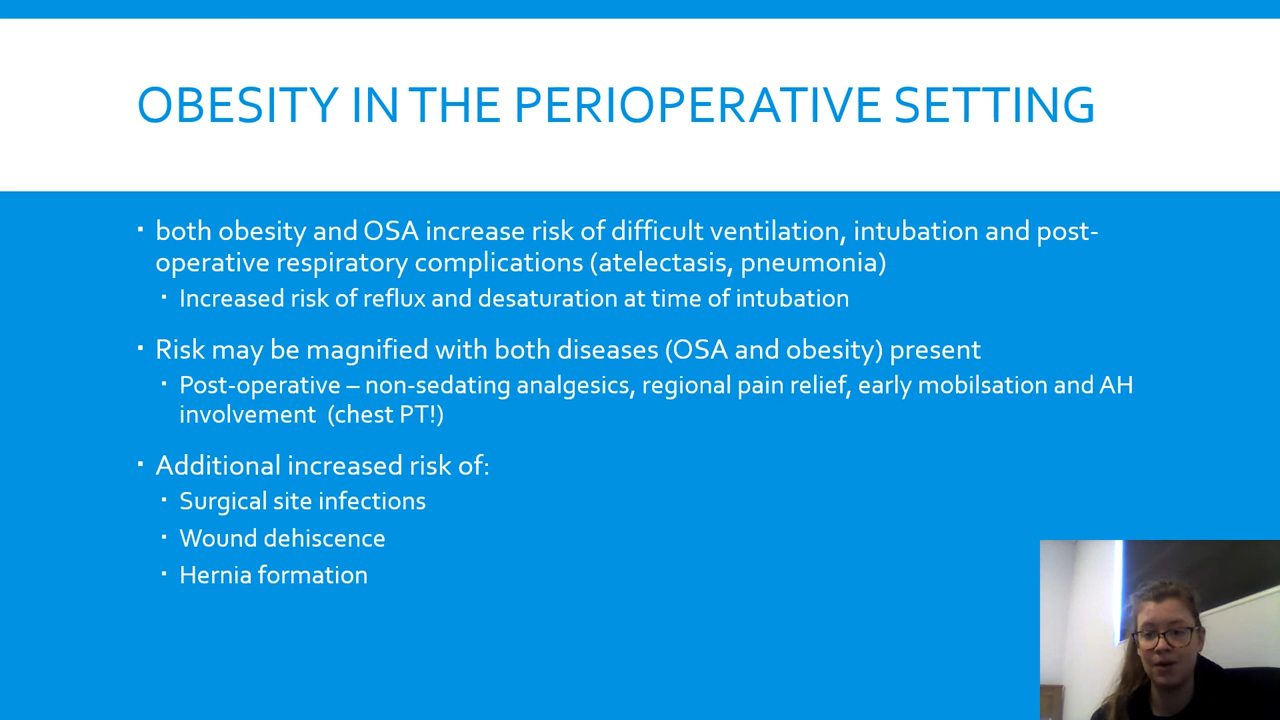 OBESITY IN THE PERIOPERATIVE SETTING
▪ both obesity and OSA increase risk of difficult ventilation, intubation and post-
operative respiratory complications (atelectasis, pneumonia)
▪ Increased risk of reflux and desaturation at time of intubation
▪ Risk may be magnified with both diseases (OSA and obesity) present
▪ Post-operative – non-sedating analgesics, regional pain relief, early mobilsation and AH
involvement  (chest PT!)
▪ Additional increased risk of:
▪ Surgical site infections
▪ Wound dehiscence
▪ Hernia formation